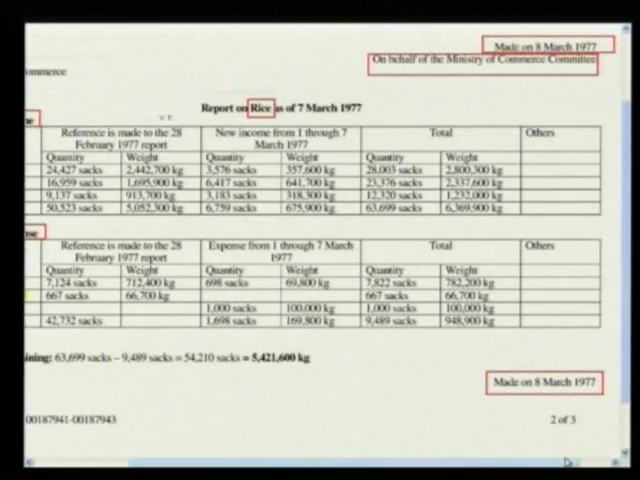 Made on 8 March 1977
On behalf of the Ministry of Commerce Committee
ommerce
Report on Rice as of 7 March 1977
Reference is made to the 28 February 1977 report New income from 1 through 7 March 1977 Total Others
Quantity Weight Quantity Weight Quantity Weight
24,427 sacks 2,442,700 kg 3,576 sacks 357,600 kg 28,003 sacks 2,800,300 kg
16,959 sacks 1,695,900 kg 6,417 sacks 641,700 kg 23,376 sacks 2,337,600 kg
9,137 sacks 913,700 kg 3,183 sacks 318,300 kg 12,320 sacks 1,232,000 kg
50,523 sacks 5,052,300 kg 6,759 sacks 675,900 kg 63,699 sacks 6,369,900 kg
Reference is made to the 28 February 1977 report Expense from 1 through 7 March 1977 Total Others
Quantity Weight Quantity Weight Quantity Weight
7,124 sacks 712,400 kg 698 sacks 69,800 kg 7,822 sacks 782,200 kg
667 sacks 66,700 kg 667 sacks 66,700 kg
1,000 sacks 100,000 kg 1,000 sacks 100,000 kg
42,732 sacks 1,698 sacks 169,800 kg 9,489 sacks 948,900 kg
ining: 63,699 sacks – 9,489 sacks = 54,210 sacks = 5,421,600 kg
Made on 8 March 1977
00187941-00187943 2 of 3